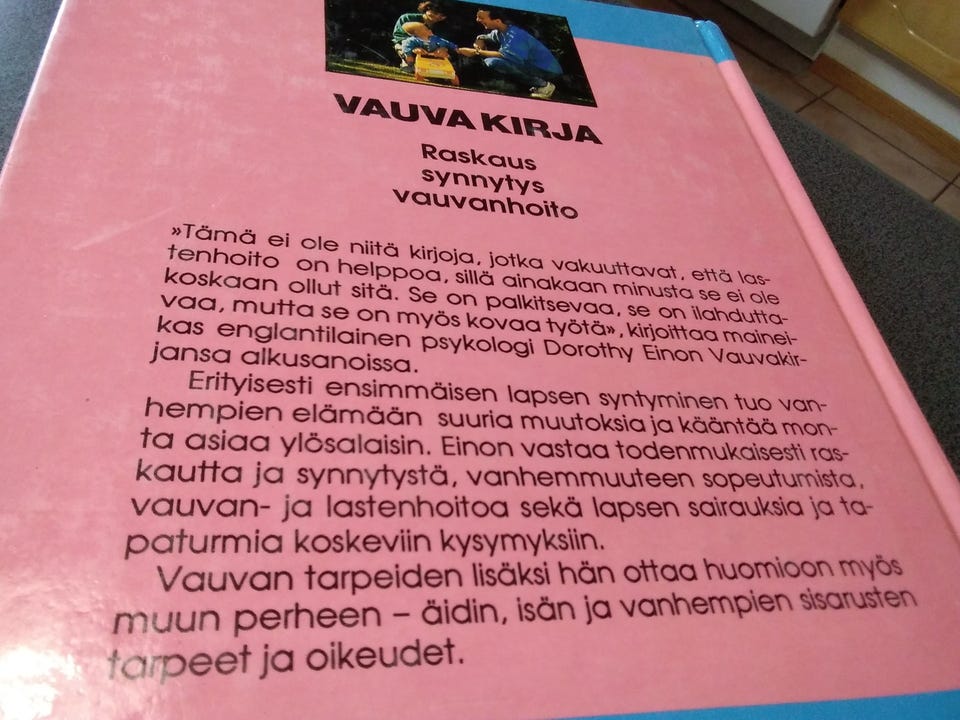 VAUVAKIRJA
Raskaus
synnytys
vauvanhoito
»Tämä ei ole niitä kirjoja, jotka vakuuttavat, että las-
tenhoito on helppoa, sillä ainakaan minusta se ei ole
koskaan ollut sitä. Se on palkitsevaa, se on ilahdutta-
vaa, mutta se on myös kovaa työtä», kirjoittaa mainei-
kas englantilainen psykologi Dorothy Einon Vauvakir-
jansa alkusanoissa.
Erityisesti ensimmäisen lapsen syntyminen tuo van-
hempien elämään suuria muutoksia ja kääntää mon-
ta asiaa ylösalaisin. Einon vastaa todenmukaisesti ras-
kautta ja synnytystä, vanhemmuuteen sopeutumista,
vauvan- ja lastenhoitoa sekä lapsen sairauksia ja ta-
paturmia koskeviin kysymyksiin.
Vauvan tarpeiden lisäksi hän ottaa huomioon myös
muun perheen – äidin, isän ja vanhempien sisarusten
tarpeet ja oikeudet.